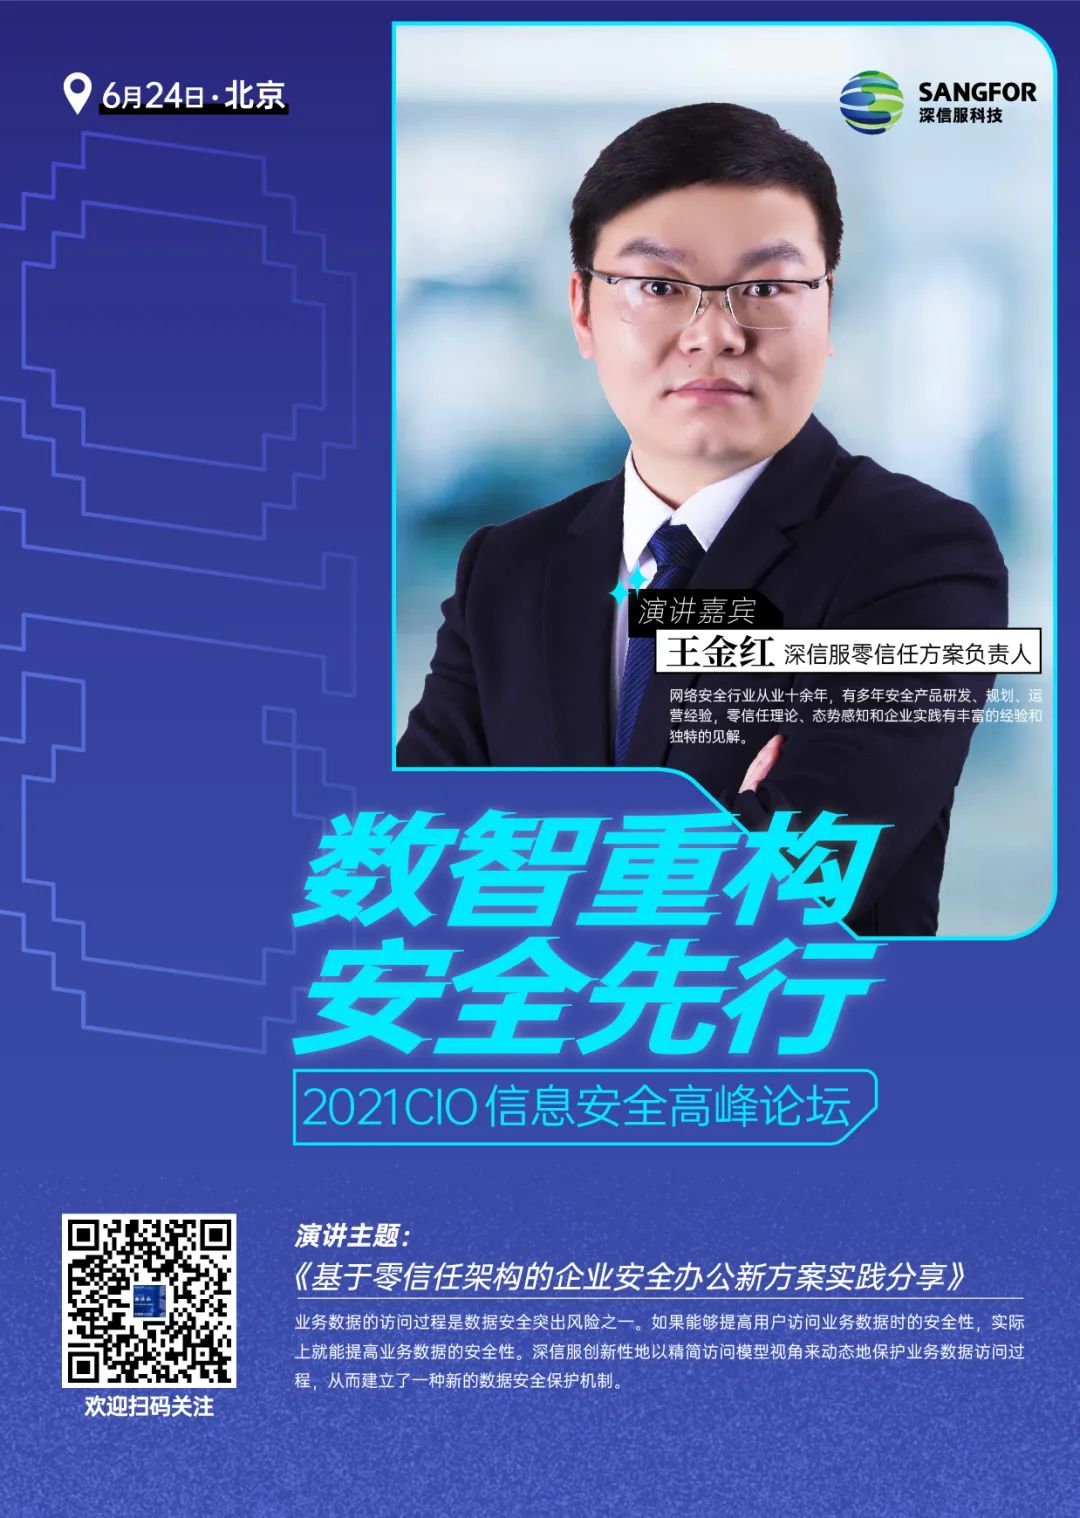 6月24日·北京
SANGFOR
深信服科技
演讲嘉宾
王金红 深信服零信任方案负责人
网络安全行业从业十余年，有多年安全产品研发、规划、运
营经验，零信任理论、态势感知和企业实践有丰富的经验和
独特的见解。
数智重构
安全先行
2021CIO信息安全高峰论坛
演讲主题：
《基于零信任架构的企业安全办公新方案实践分享》
业务数据的访问过程是数据安全突出风险之一。如果能够提高用户访问业务数据时的安全性，实际
上就能提高业务数据的安全性。深信服创新性地以精简访问模型视角来动态地保护业务数据访问过
程，从而建立了一种新的数据安全保护机制。
欢迎扫码关注